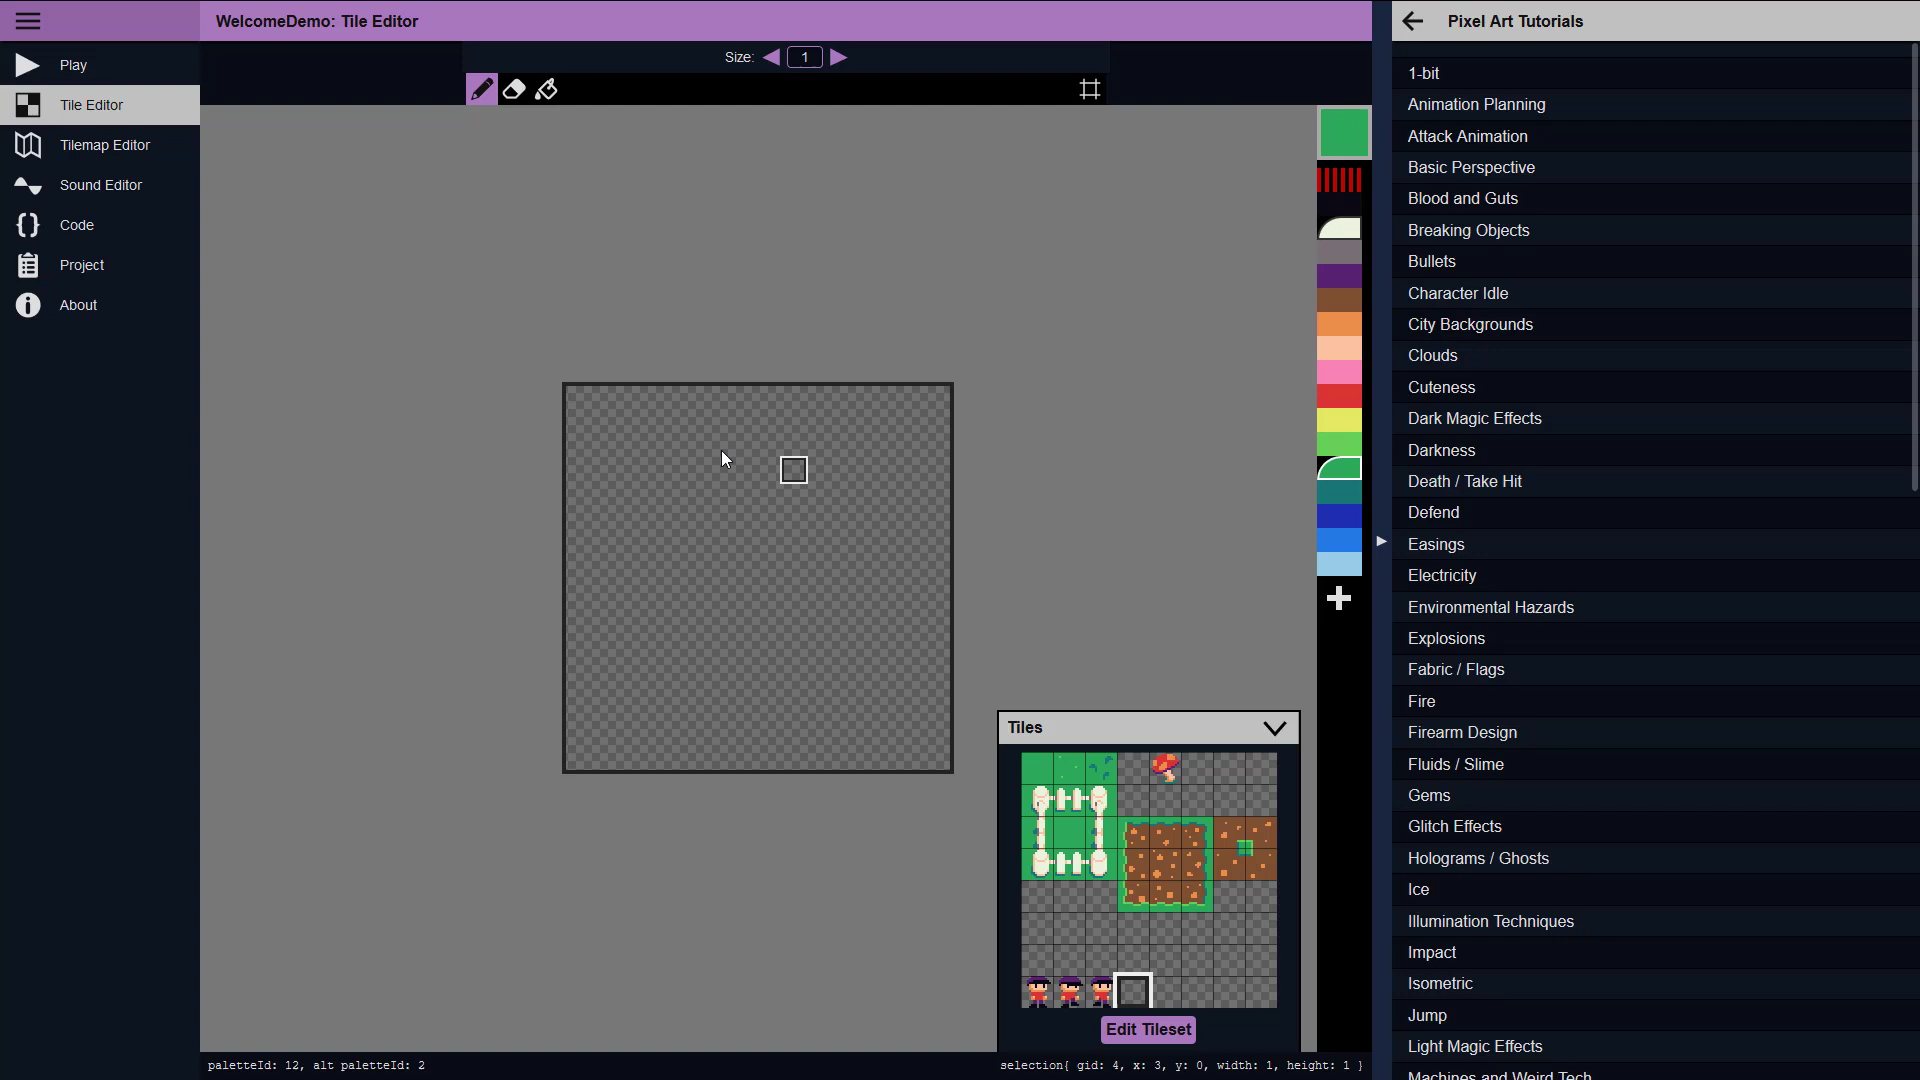 WelcomeDemo: Tile Editor
Pixel Art Tutorials
Size:
1
Play
Tile Editor
Tilemap Editor
Sound Editor
Code
Project
About
1-bit
Animation Planning
Attack Animation
Basic Perspective
Blood and Guts
Breaking Objects
Bullets
Character Idle
City Backgrounds
Clouds
Cuteness
Dark Magic Effects
Darkness
Death / Take Hit
Defend
Easings
Electricity
Environmental Hazards
Explosions
Fabric / Flags
Fire
Firearm Design
Fluids / Slime
Gems
Glitch Effects
Holograms / Ghosts
Ice
Illumination Techniques
Impact
Isometric
Jump
Light Magic Effects
Machines and Weird Tech
Tiles
Edit Tileset
paletteId: 12, alt paletteId: 2
selection{ gid: 4, x: 3, y: 0, width: 1, height: 1 }